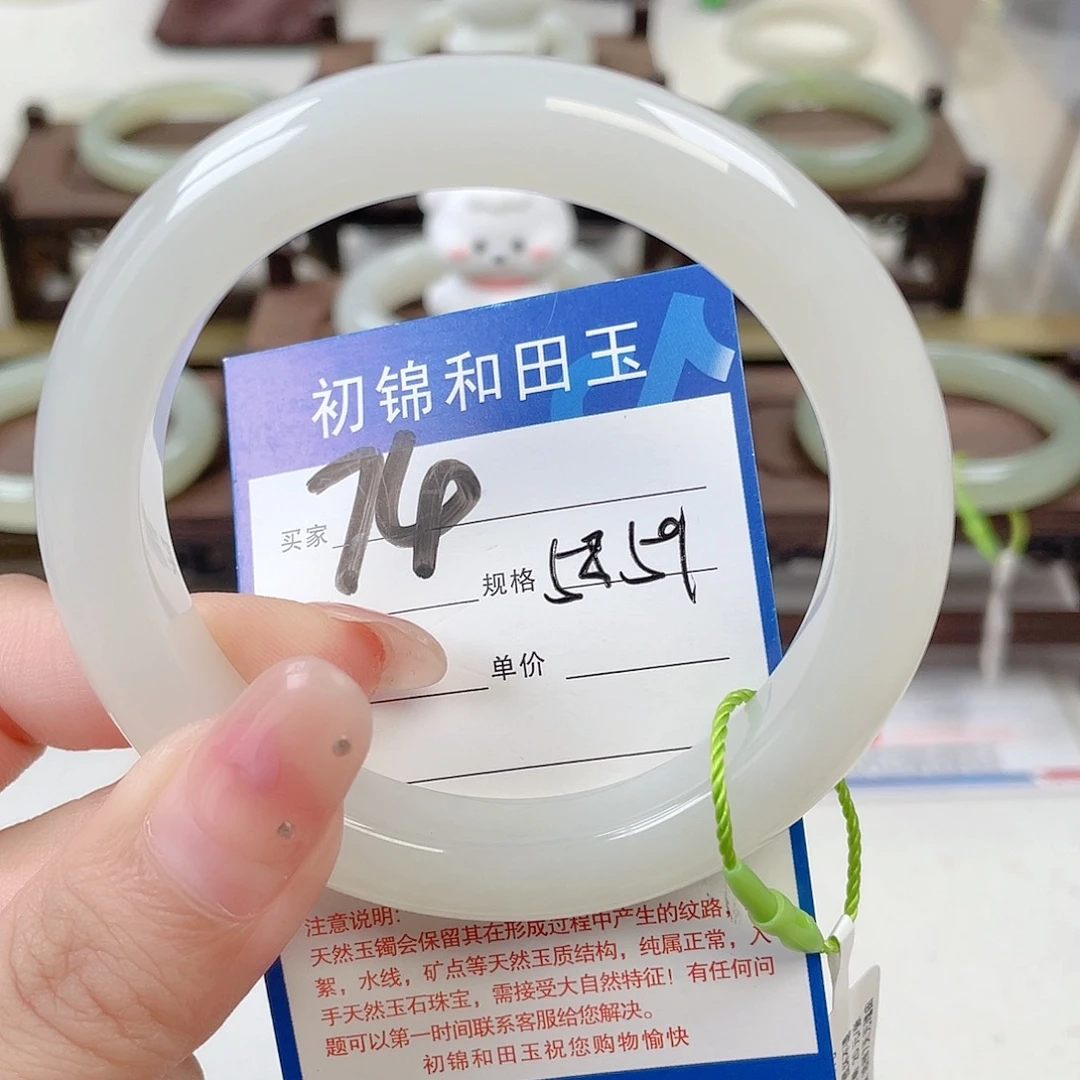 初锦和田玉
买家 74
规格 58.59
单价
注意说明:
天然玉镯会保留其在形成过程中产生的纹路,
天然玉质结构,纯属正常,人
絮,水线,矿点等
手天然玉石珠宝,需接受大自然特征!有任何问
题可以第一时间联系客服给您解决。
初锦和田玉祝您购物愉快